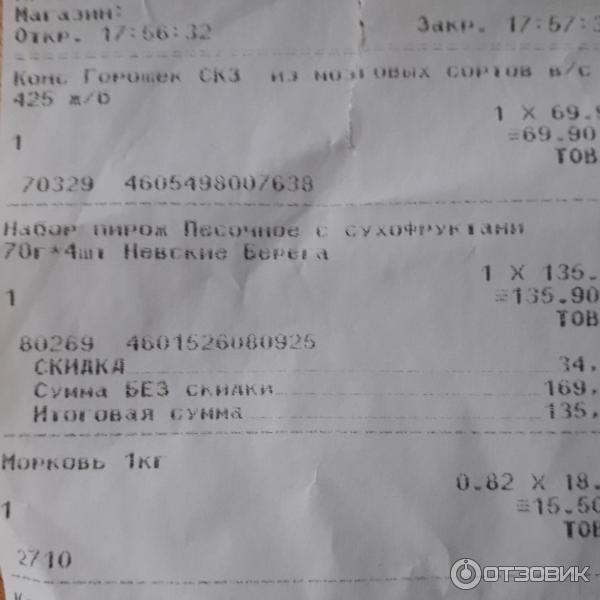 Магазин:
Откр. 17:56:32 Закр. 17:57:3
Конс Горошек СКЗ из мозговых сортов в/с
425 ж/б
1 X 69.9
1 =69.90
ТОВ
70329 4605498007638
Набор пирож Песочное с сухофруктами
70г*4шт Невские Берега
1 X 135.
1 =135.90
ТОВ
80269 4601526080925
СКИДКА 34.
Сумма БЕЗ скидки 169.
Итоговая сумма 135.
Морковь 1кг
0.82 X 18.
1 =15.50
ТОВ
2710
ОТЗОВИК